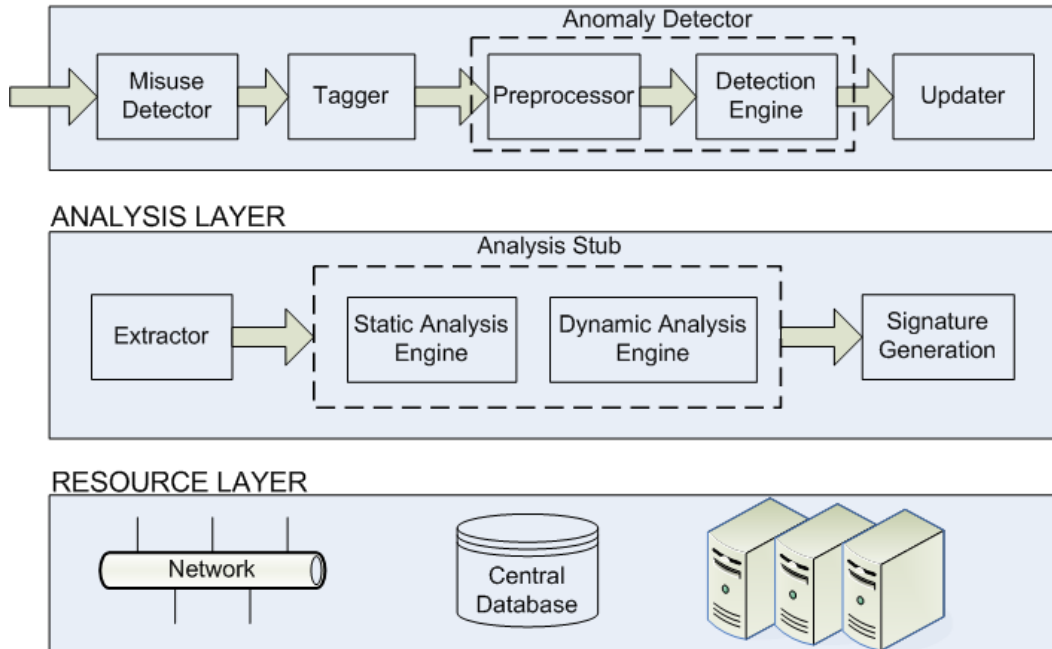 Anomaly Detector
Misuse
Detector
Tagger
Preprocessor
Detection
Engine
Updater
ANALYSIS LAYER
Analysis Stub
Extractor
Static Analysis
Engine
Dynamic Analysis
Engine
Signature
Generation
RESOURCE LAYER
Network
Central
Database